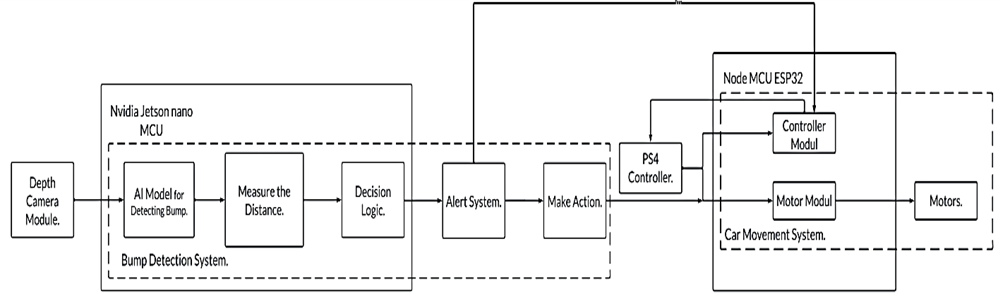 Nvidia Jetson nano
MCU
Depth
Camera
Module.
AI Model for
Detecting Bump.
Measure the
Distance.
Decision
Logic.
Bump Detection System.
Alert System.
Make Action.
PS4
Controller.
Node MCU ESP32
Controller
Modul
Motor Modul
Motors.
Car Movement System.